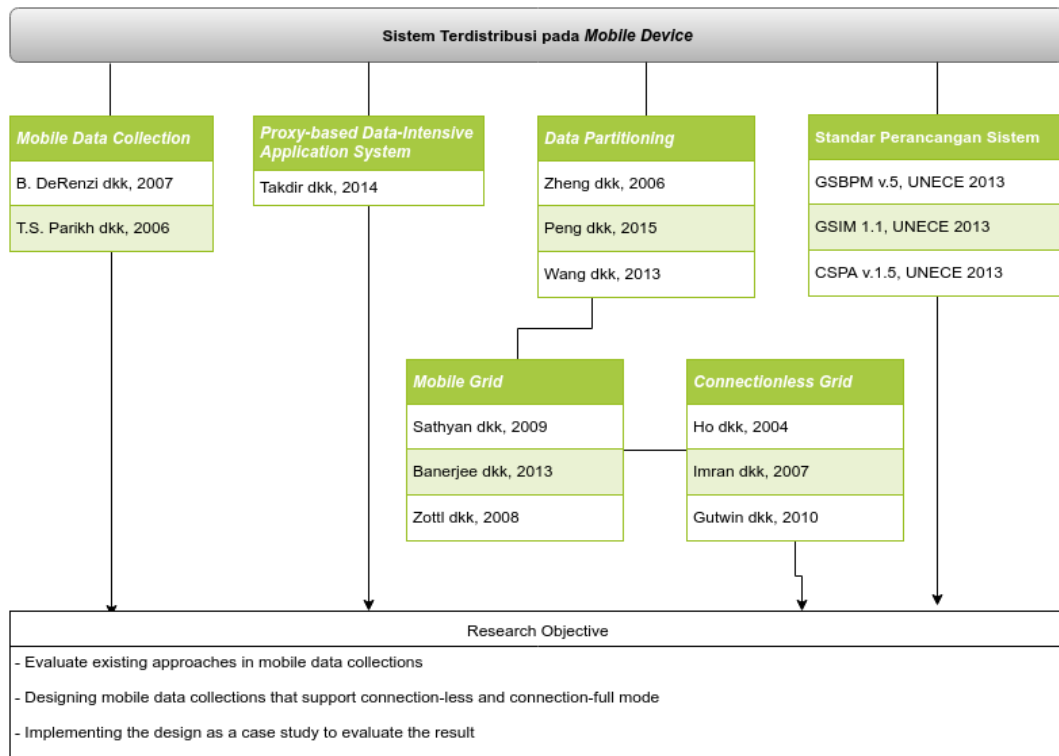 Sistem Terdistribusi pada Mobile Device
Mobile Data Collection
B. DeRenzi dkk, 2007
T.S. Parikh dkk, 2006
Proxy-based Data-Intensive
Application System
Takdir dkk, 2014
Data Partitioning
Zheng dkk, 2006
Peng dkk, 2015
Wang dkk, 2013
Standar Perancangan Sistem
GSBPM v.5, UNECE 2013
GSIM 1.1, UNECE 2013
CSPA v.1.5, UNECE 2013
Mobile Grid
Sathyan dkk, 2009
Banerjee dkk, 2013
Zottl dkk, 2008
Connectionless Grid
Ho dkk, 2004
Imran dkk, 2007
Gutwin dkk, 2010
Research Objective
- Evaluate existing approaches in mobile data collections
- Designing mobile data collections that support connection-less and connection-full mode
- Implementing the design as a case study to evaluate the result